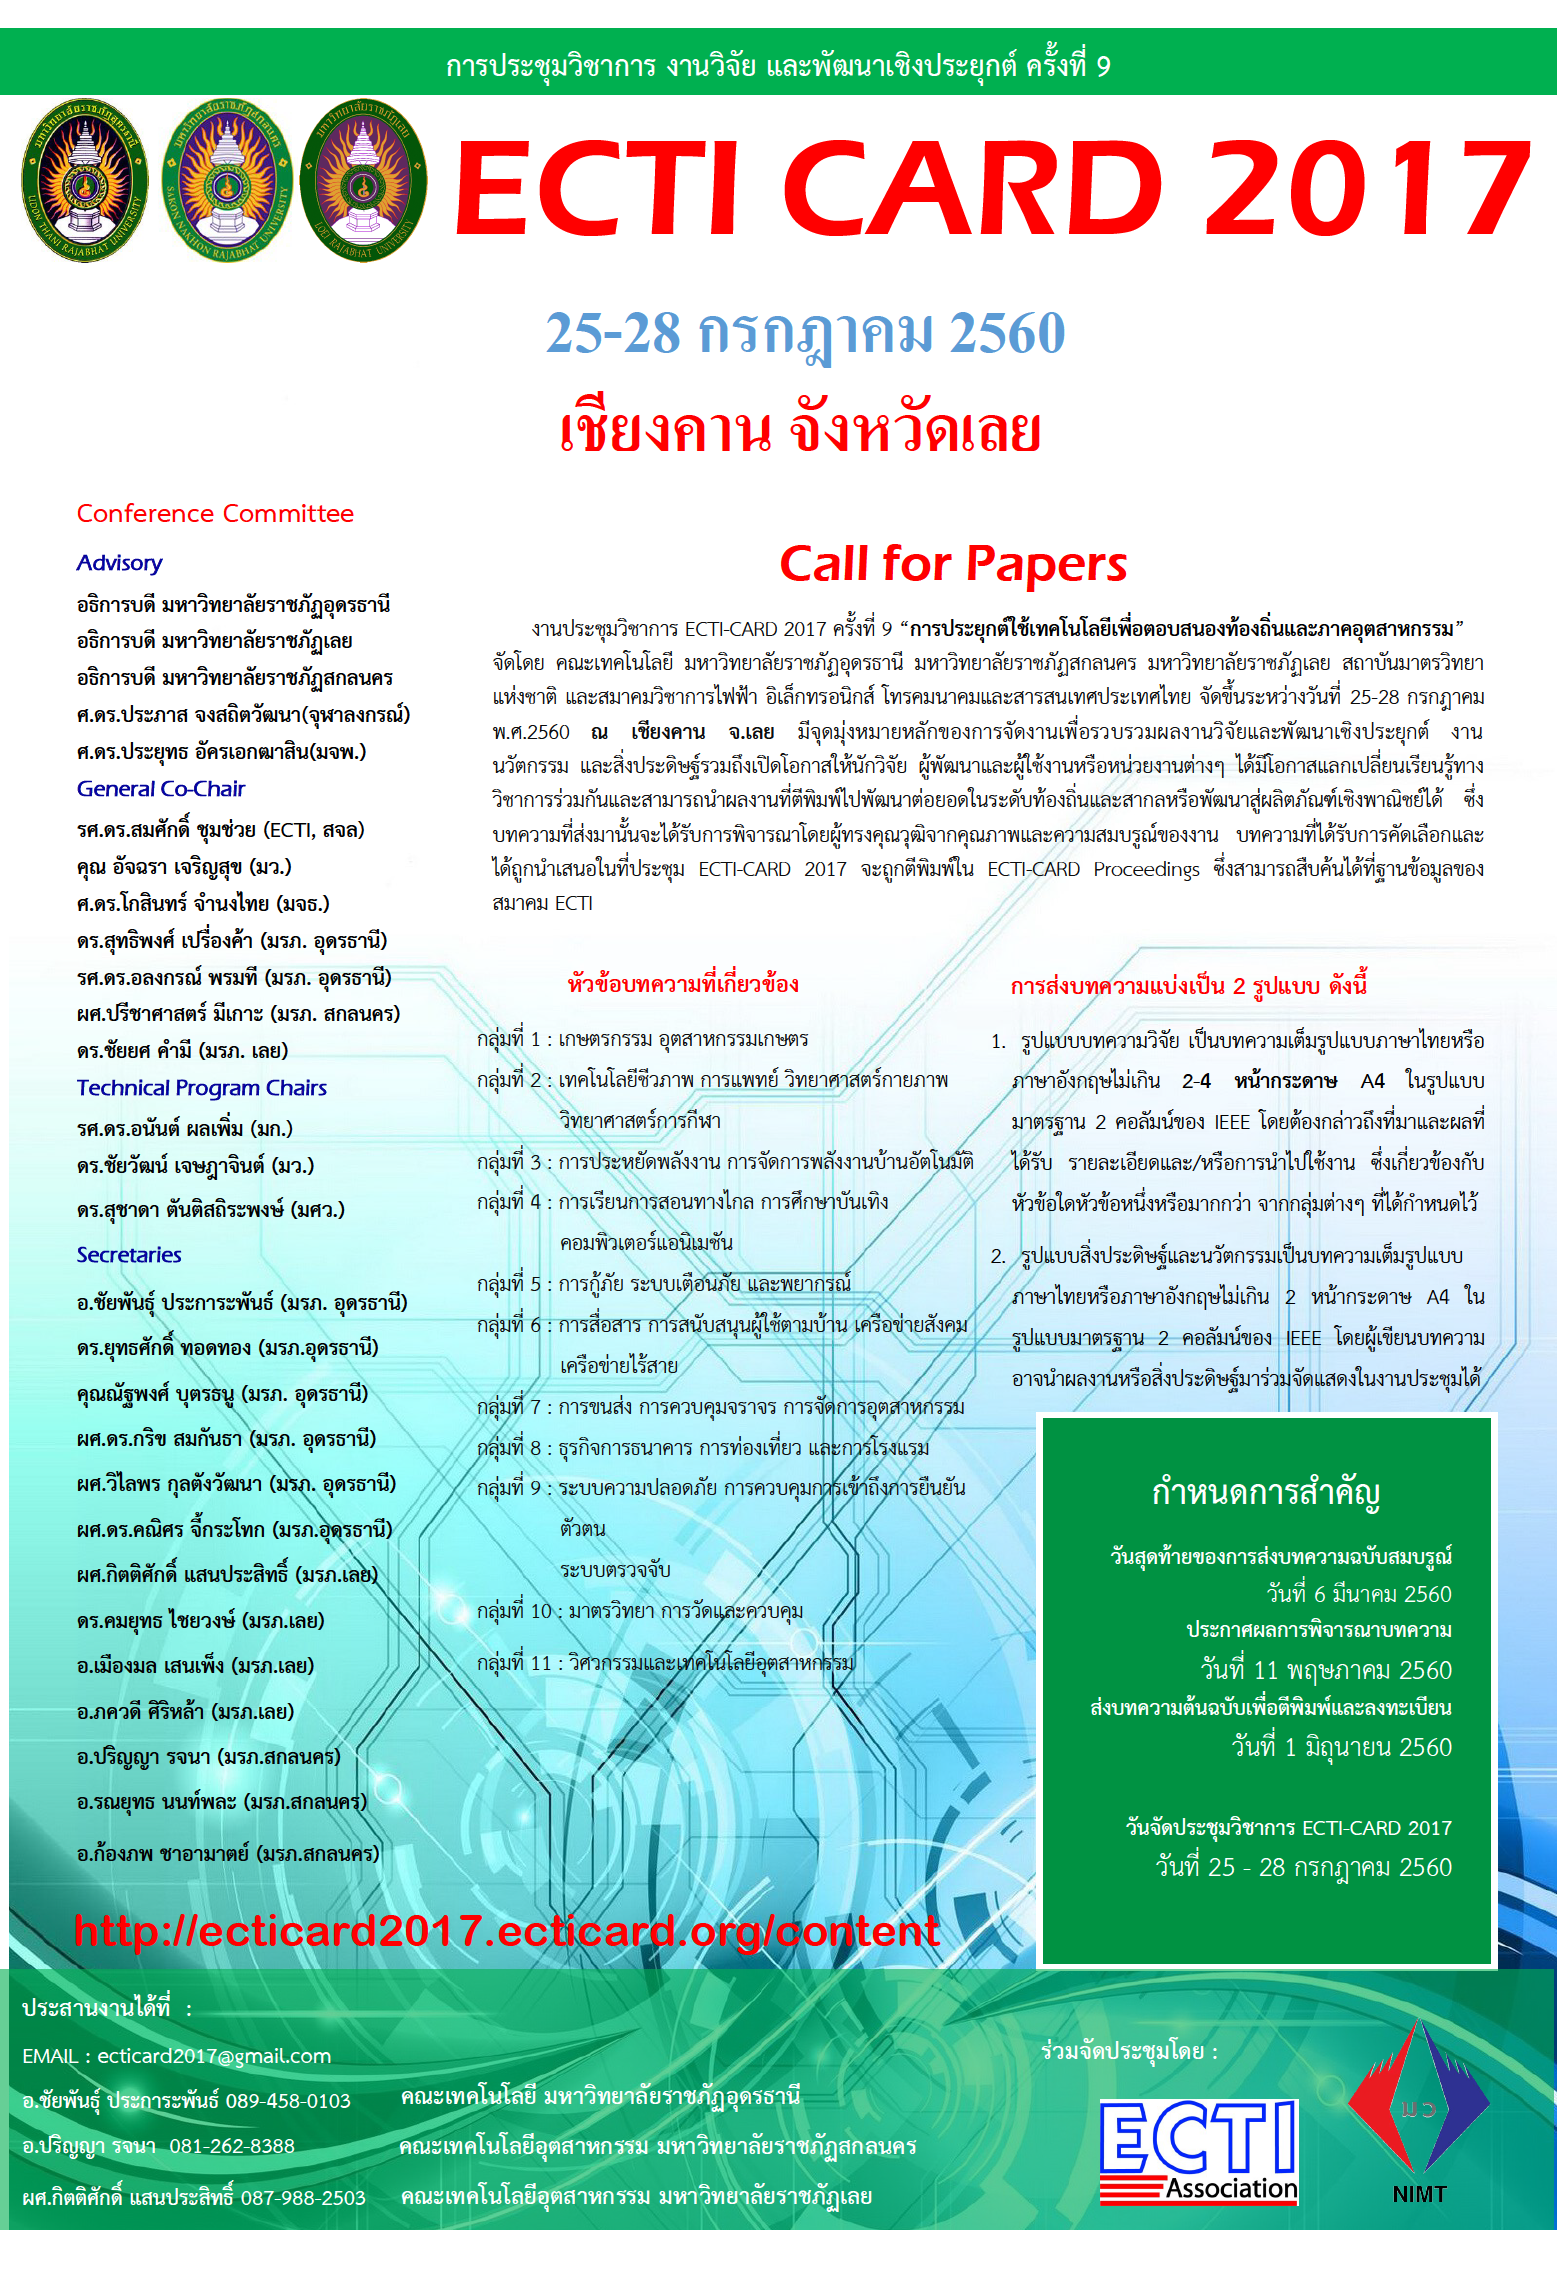 การประชุมวิชาการ งานวิจัย และพัฒนาเชิงประยุกต์ ครั้งที่ 9
มหาวิทยาลัยราชภัฏอุดรธานี
UDON THANI RAJABHAT UNIVERSITY
มหาวิทยาลัยราชภัฏสกลนคร
SAKON NAKHON RAJABHAT UNIVERSITY
มหาวิทยาลัยราชภัฏเลย
LOEI RAJABHAT UNIVERSITY
ECTI CARD 2017
25-28 กรกฎาคม 2560
เชียงคาน จังหวัดเลย
Conference Committee
Advisory
อธิการบดี มหาวิทยาลัยราชภัฏอุดรธานี
อธิการบดี มหาวิทยาลัยราชภัฏเลย
อธิการบดี มหาวิทยาลัยราชภัฏสกลนคร
ศ.ดร.ประภาส จงสถิตวัฒนา(จุฬาลงกรณ์)
ศ.ดร.ประยุทธ อัครเอกฒาสิน(มจพ.)
General Co-Chair
รศ.ดร.สมศักดิ์ ชุมช่วย (ECTI, สจล)
คุณ อัจฉรา เจริญสุข (มว.)
ศ.ดร.โกสินทร์ จำนงไทย (มจธ.)
ดร.สุทธิพงศ์ เปรื่องค้า (มรภ. อุดรธานี)
รศ.ดร.อลงกรณ์ พรมที (มรภ. อุดรธานี)
ผศ.ปรีชาศาสตร์ มีเกาะ (มรภ. สกลนคร)
ดร.ชัยยศ คำมี (มรภ. เลย)
Technical Program Chairs
รศ.ดร.อนันต์ ผลเพิ่ม (มก.)
ดร.ชัยวัฒน์ เจษฎาจินต์ (มว.)
ดร.สุชาดา ตันติสถิระพงษ์ (มศว.)
Secretaries
อ.ชัยพันธุ์ ประการะพันธ์ (มรภ. อุดรธานี)
ดร.ยุทธศักดิ์ ทอดทอง (มรภ.อุดรธานี)
คุณณัฐพงศ์ บุตรธนู (มรภ. อุดรธานี)
ผศ.ดร.กริช สมกันธา (มรภ. อุดรธานี)
ผศ.วิไลพร กุลตังวัฒนา (มรภ. อุดรธานี)
ผศ.ดร.คณิศร จี้กระโทก (มรภ.อุดรธานี)
ผศ.กิตติศักดิ์ แสนประสิทธิ์ (มรภ.เลย)
ดร.คมยุทธ ไชยวงษ์ (มรภ.เลย)
อ.เมืองมล เสนเพ็ง (มรภ.เลย)
อ.ภควดี ศิริหล้า (มรภ.เลย)
อ.ปริญญา รจนา (มรภ.สกลนคร)
อ.รณยุทธ นนท์พละ (มรภ.สกลนคร)
อ.ก้องภพ ชาอามาตย์ (มรภ.สกลนคร)
Call for Papers
งานประชุมวิชาการ ECTI-CARD 2017 ครั้งที่ 9 “การประยุกต์ใช้เทคโนโลยีเพื่อตอบสนองท้องถิ่นและภาคอุตสาหกรรม”
จัดโดย คณะเทคโนโลยี มหาวิทยาลัยราชภัฏอุดรธานี มหาวิทยาลัยราชภัฏสกลนคร มหาวิทยาลัยราชภัฏเลย สถาบันมาตรวิทยา
แห่งชาติ และสมาคมวิชาการไฟฟ้า อิเล็กทรอนิกส์ โทรคมนาคมและสารสนเทศประเทศไทย จัดขึ้นระหว่างวันที่ 25-28 กรกฎาคม
พ.ศ.2560 ณ เชียงคาน จ.เลย มีจุดมุ่งหมายหลักของการจัดงานเพื่อรวบรวมผลงานวิจัยและพัฒนาเชิงประยุกต์ งาน
นวัตกรรม และสิ่งประดิษฐ์รวมถึงเปิดโอกาสให้นักวิจัย ผู้พัฒนาและผู้ใช้งานหรือหน่วยงานต่างๆ ได้มีโอกาสแลกเปลี่ยนเรียนรู้ทาง
วิชาการร่วมกันและสามารถนำผลงานที่ตีพิมพ์ไปพัฒนาต่อยอดในระดับท้องถิ่นและสากลหรือพัฒนาสู่ผลิตภัณฑ์เชิงพาณิชย์ได้ ซึ่ง
บทความที่ส่งมานั้นจะได้รับการพิจารณาโดยผู้ทรงคุณวุฒิจากคุณภาพและความสมบรูณ์ของงาน บทความที่ได้รับการคัดเลือกและ
ได้ถูกนำเสนอในที่ประชุม ECTI-CARD 2017 จะถูกตีพิมพ์ใน ECTI-CARD Proceedings ซึ่งสามารถสืบค้นได้ที่ฐานข้อมูลของ
สมาคม ECTI
หัวข้อบทความที่เกี่ยวข้อง
กลุ่มที่ 1 : เกษตรกรรม อุตสาหกรรมเกษตร
กลุ่มที่ 2 : เทคโนโลยีชีวภาพ การแพทย์ วิทยาศาสตร์กายภาพ
วิทยาศาสตร์การกีฬา
กลุ่มที่ 3 : การประหยัดพลังงาน การจัดการพลังงานบ้านอัตโนมัติ
กลุ่มที่ 4 : การเรียนการสอนทางไกล การศึกษาบันเทิง
คอมพิวเตอร์แอนิเมชัน
กลุ่มที่ 5 : การกู้ภัย ระบบเตือนภัย และพยากรณ์
กลุ่มที่ 6 : การสื่อสาร การสนับสนุนผู้ใช้ตามบ้าน เครือข่ายสังคม
เครือข่ายไร้สาย
กลุ่มที่ 7 : การขนส่ง การควบคุมจราจร การจัดการอุตสาหกรรม
กลุ่มที่ 8 : ธุรกิจการธนาคาร การท่องเที่ยว และการโรงแรม
กลุ่มที่ 9 : ระบบความปลอดภัย การควบคุมการเข้าถึงการยืนยัน
ตัวตน
ระบบตรวจจับ
กลุ่มที่ 10 : มาตรวิทยา การวัดและควบคุม
กลุ่มที่ 11 : วิศวกรรมและเทคโนโลยีอุตสาหกรรม
การส่งบทความแบ่งเป็น 2 รูปแบบ ดังนี้
1. รูปแบบบทความวิจัย เป็นบทความเต็มรูปแบบภาษาไทยหรือ
ภาษาอังกฤษไม่เกิน 2-4 หน้ากระดาษ A4 ในรูปแบบ
มาตรฐาน 2 คอลัมน์ของ IEEE โดยต้องกล่าวถึงที่มาและผลที่
ได้รับ รายละเอียดและ/หรือการนำไปใช้งาน ซึ่งเกี่ยวข้องกับ
หัวข้อใดหัวข้อหนึ่งหรือมากกว่า จากกลุ่มต่างๆ ที่ได้กำหนดไว้
2. รูปแบบสิ่งประดิษฐ์และนวัตกรรมเป็นบทความเต็มรูปแบบ
ภาษาไทยหรือภาษาอังกฤษไม่เกิน 2 หน้ากระดาษ A4 ใน
รูปแบบมาตรฐาน 2 คอลัมน์ของ IEEE โดยผู้เขียนบทความ
อาจนำผลงานหรือสิ่งประดิษฐ์มาร่วมจัดแสดงในงานประชุมได้
กำหนดการสำคัญ
วันสุดท้ายของการส่งบทความฉบับสมบรูณ์
วันที่ 6 มีนาคม 2560
ประกาศผลการพิจารณาบทความ
วันที่ 11 พฤษภาคม 2560
ส่งบทความต้นฉบับเพื่อตีพิมพ์และลงทะเบียน
วันที่ 1 มิถุนายน 2560
วันจัดประชุมวิชาการ ECTI-CARD 2017
วันที่ 25 - 28 กรกฎาคม 2560
http://ecticard2017.ecticard.org/content
ประสานงานได้ที่ :
EMAIL : ecticard2017@gmail.com
อ.ชัยพันธุ์ ประการะพันธ์ 089-458-0103
อ.ปริญญา รจนา 081-262-8388
ผศ.กิตติศักดิ์ แสนประสิทธิ์ 087-988-2503
คณะเทคโนโลยี มหาวิทยาลัยราชภัฏอุดรธานี
คณะเทคโนโลยีอุตสาหกรรม มหาวิทยาลัยราชภัฏสกลนคร
คณะเทคโนโลยีอุตสาหกรรม มหาวิทยาลัยราชภัฏเลย
ร่วมจัดประชุมโดย :
ECTI
Association
มว
NIMT